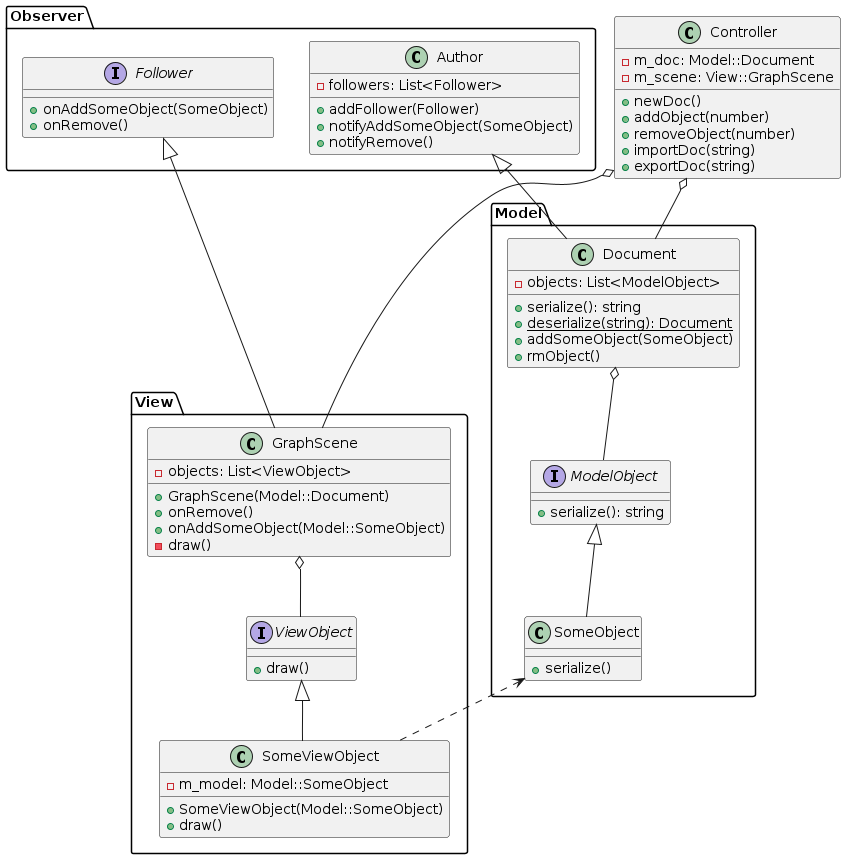 Observer
I Follower
onAddSomeObject(SomeObject)
onRemove()
C Author
followers: List<Follower>
addFollower(Follower)
notifyAddSomeObject(SomeObject)
notifyRemove()
C Controller
m_doc: Model::Document
m_scene: View::GraphScene
newDoc()
addObject(number)
removeObject(number)
importDoc(string)
exportDoc(string)
Model
C Document
objects: List<ModelObject>
serialize(): string
deserialize(string): Document
addSomeObject(SomeObject)
rmObject()
I ModelObject
serialize(): string
C SomeObject
serialize()
View
C GraphScene
objects: List<ViewObject>
GraphScene(Model::Document)
onRemove()
onAddSomeObject(Model::SomeObject)
draw()
I ViewObject
draw()
C SomeViewObject
m_model: Model::SomeObject
SomeViewObject(Model::SomeObject)
draw()